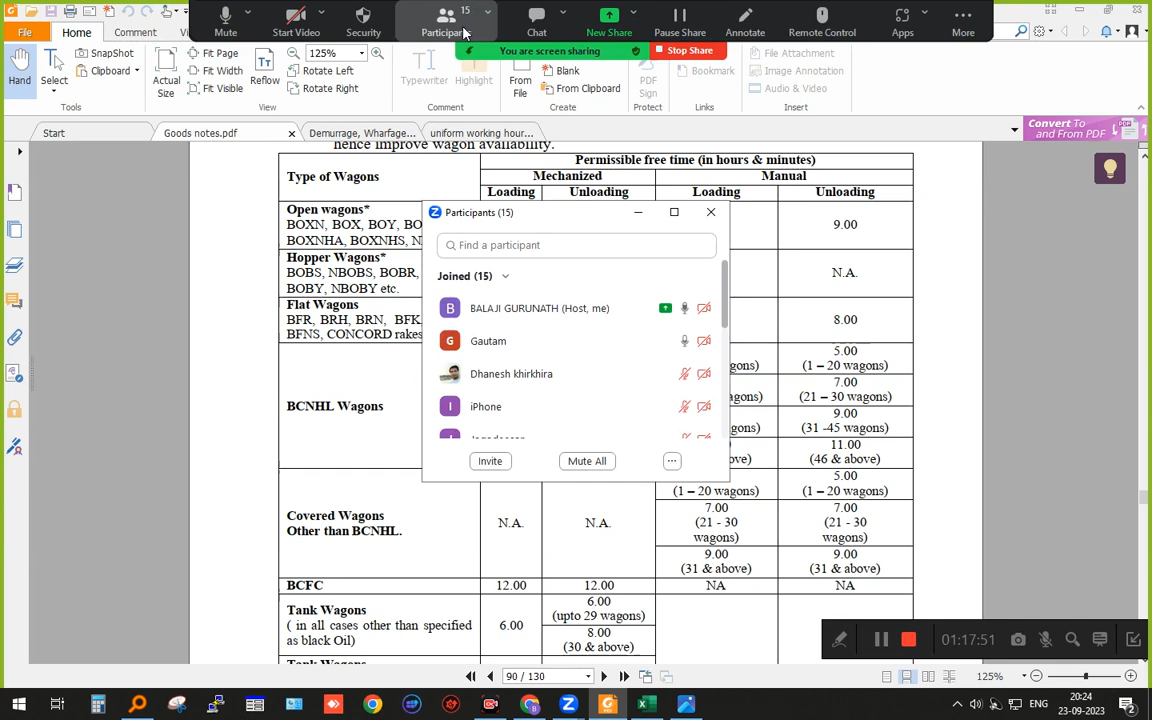 15
Mute
Start Video
Security
Participants
Chat
New Share
Pause Share
Annotate
Remote Control
Apps
More
You are screen sharing
Stop Share
File
Home
Comment
Hand
Select
SnapShot
Clipboard
Tools
Actual Size
Fit Page
Fit Width
Fit Visible
Reflow
125%
Rotate Left
Rotate Right
View
Typewriter
Highlight
Comment
From File
Blank
From Clipboard
Create
PDF Sign
Protect
Bookmark
Links
File Attachment
Image Annotation
Audio & Video
Insert
Start
Goods notes.pdf
Demurrage, Wharfage...
uniform working hour...
Convert To
and From PDF
hence improve wagon availability.
Type of Wagons
Permissible free time (in hours & minutes)
Mechanized
Manual
Loading
Unloading
Loading
Unloading
Open wagons*
BOXN, BOX, BOY, BO
BOXNHA, BOXNHS, N
9.00
Hopper Wagons*
BOBS, NBOBS, BOBR,
BOBY, NBOBY etc.
N.A.
Flat Wagons
BFR, BRH, BRN, BFK
BFNS, CONCORD rakes
8.00
BCNHL Wagons
gons)
5.00
(1 – 20 wagons)
agons)
7.00
(21 – 30 wagons)
gons)
9.00
(31 -45 wagons)
ove)
11.00
(46 & above)
Covered Wagons
Other than BCNHL.
N.A.
N.A.
(1 – 20 wagons)
5.00
(1 – 20 wagons)
7.00
(21 - 30
wagons)
7.00
(21 - 30
wagons)
9.00
(31 & above)
9.00
(31 & above)
BCFC
12.00
12.00
NA
NA
Tank Wagons
( in all cases other than specified
as black Oil)
6.00
6.00
(upto 29 wagons)
8.00
(30 & above)
Tank Wagons
Participants (15)
Find a participant
Joined (15)
B
BALAJI GURUNATH (Host, me)
G
Gautam
Dhanesh khirkhira
I
iPhone
Invite
Mute All
...
01:17:51
90 / 130
125%
ENG
20:24
23-09-2023
2